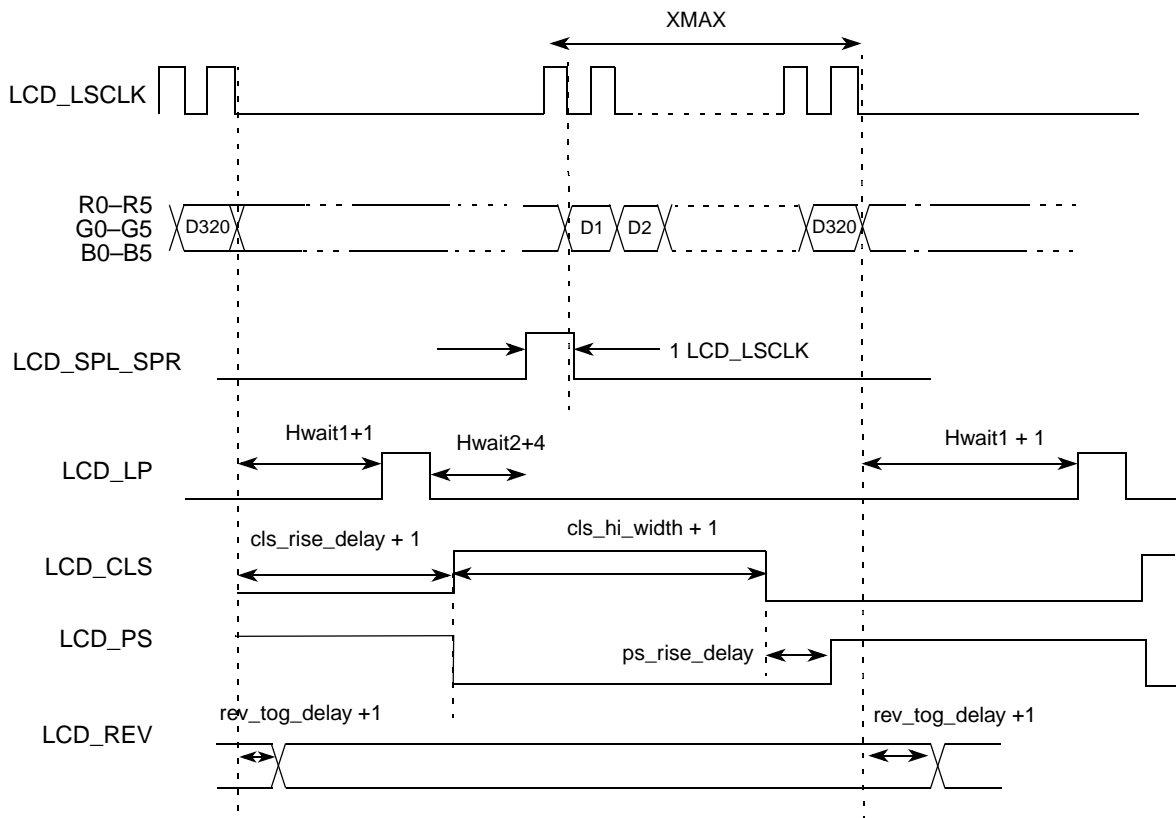 XMAX
LCD_LSCLK
R0–R5
G0–G5
B0–B5
D320
D1
D2
D320
LCD_SPL_SPR
1 LCD_LSCLK
LCD_LP
Hwait1+1
Hwait2+4
Hwait1 + 1
LCD_CLS
cls_rise_delay + 1
cls_hi_width + 1
LCD_PS
ps_rise_delay
LCD_REV
rev_tog_delay +1
rev_tog_delay +1